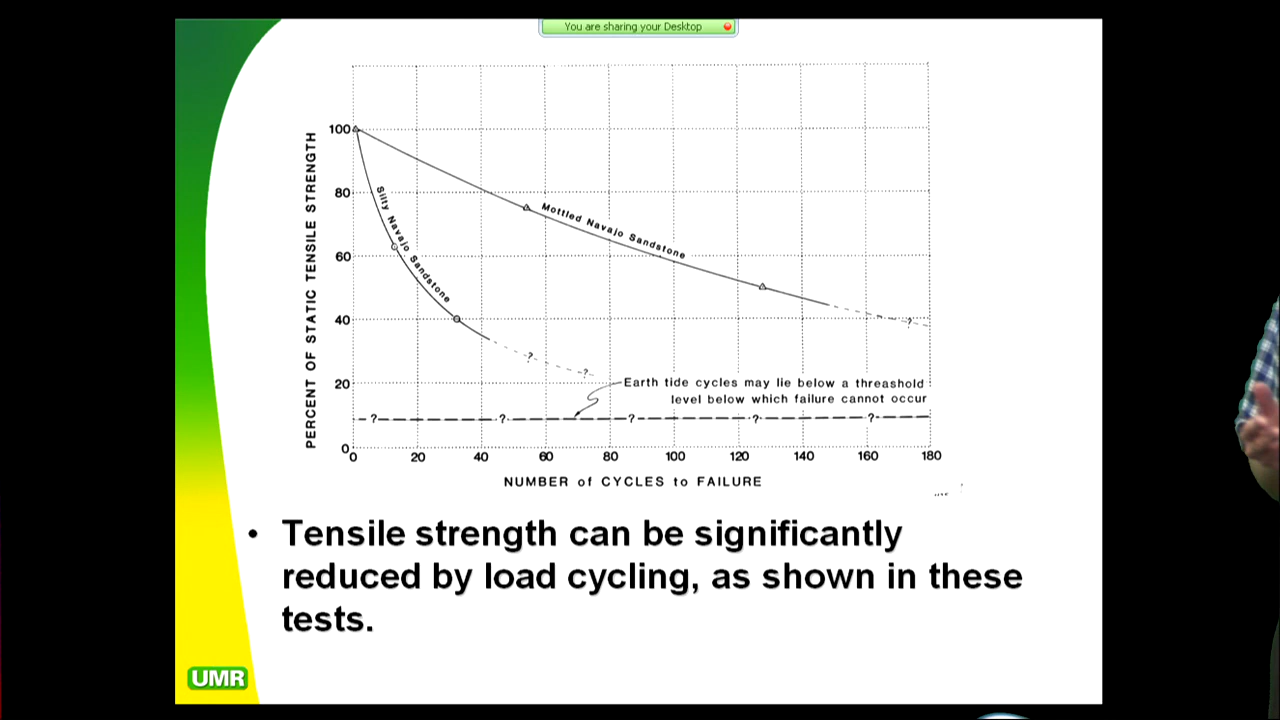 You are sharing your Desktop
PERCENT OF STATIC TENSILE STRENGTH
100
80
60
40
20
0
Silty Navajo Sandstone
Mottled Navajo Sandstone
?
?
?
Earth tide cycles may lie below a threashold
level below which failure cannot occur
? ? ? ? ?
0 20 40 60 80 100 120 140 160 180
NUMBER of CYCLES to FAILURE
• Tensile strength can be significantly
reduced by load cycling, as shown in these
tests.
UMR